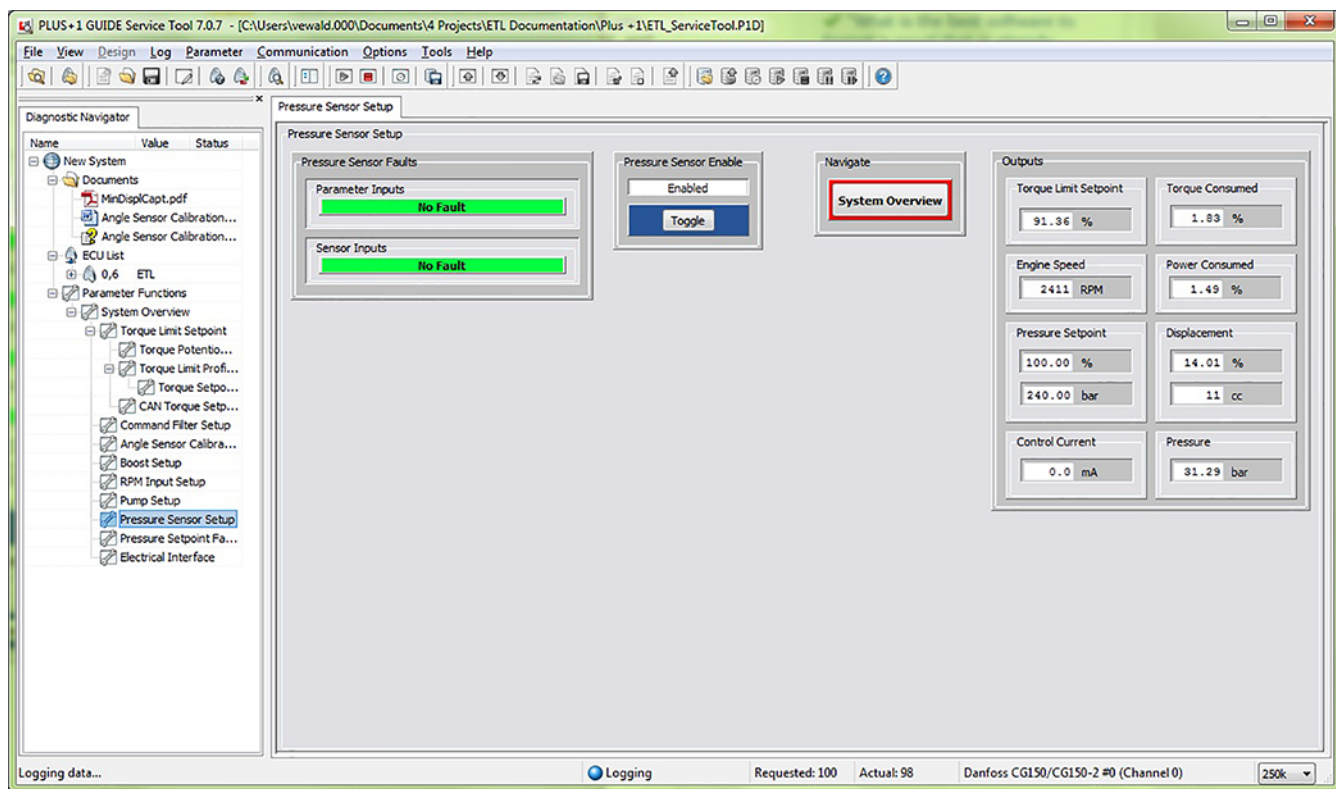 PLUS+1 GUIDE Service Tool 7.0.7 - [C:\Users\vewald.000\Documents\4 Projects\ETL Documentation\Plus +1\ETL_ServiceTool.P1D]
File View Design Log Parameter Communication Options Tools Help
Diagnostic Navigator
Name Value Status
New System
Documents
MinDisplCapt.pdf
Angle Sensor Calibration...
Angle Sensor Calibration...
ECU List
0,6 ETL
Parameter Functions
System Overview
Torque Limit Setpoint
Torque Potentio...
Torque Limit Profi...
Torque Setpo...
CAN Torque Setp...
Command Filter Setup
Angle Sensor Calibra...
Boost Setup
RPM Input Setup
Pump Setup
Pressure Sensor Setup
Pressure Setpoint Fa...
Electrical Interface
Pressure Sensor Setup
Pressure Sensor Setup
Pressure Sensor Faults
Parameter Inputs
No Fault
Sensor Inputs
No Fault
Pressure Sensor Enable
Enabled
Toggle
Navigate
System Overview
Outputs
Torque Limit Setpoint Torque Consumed
91.36 % 1.83 %
Engine Speed Power Consumed
2411 RPM 1.49 %
Pressure Setpoint Displacement
100.00 % 14.01 %
240.00 bar 11 cc
Control Current Pressure
0.0 mA 31.29 bar
Logging data... Logging Requested: 100 Actual: 98 Danfoss CG150/CG150-2 #0 (Channel 0) 250k